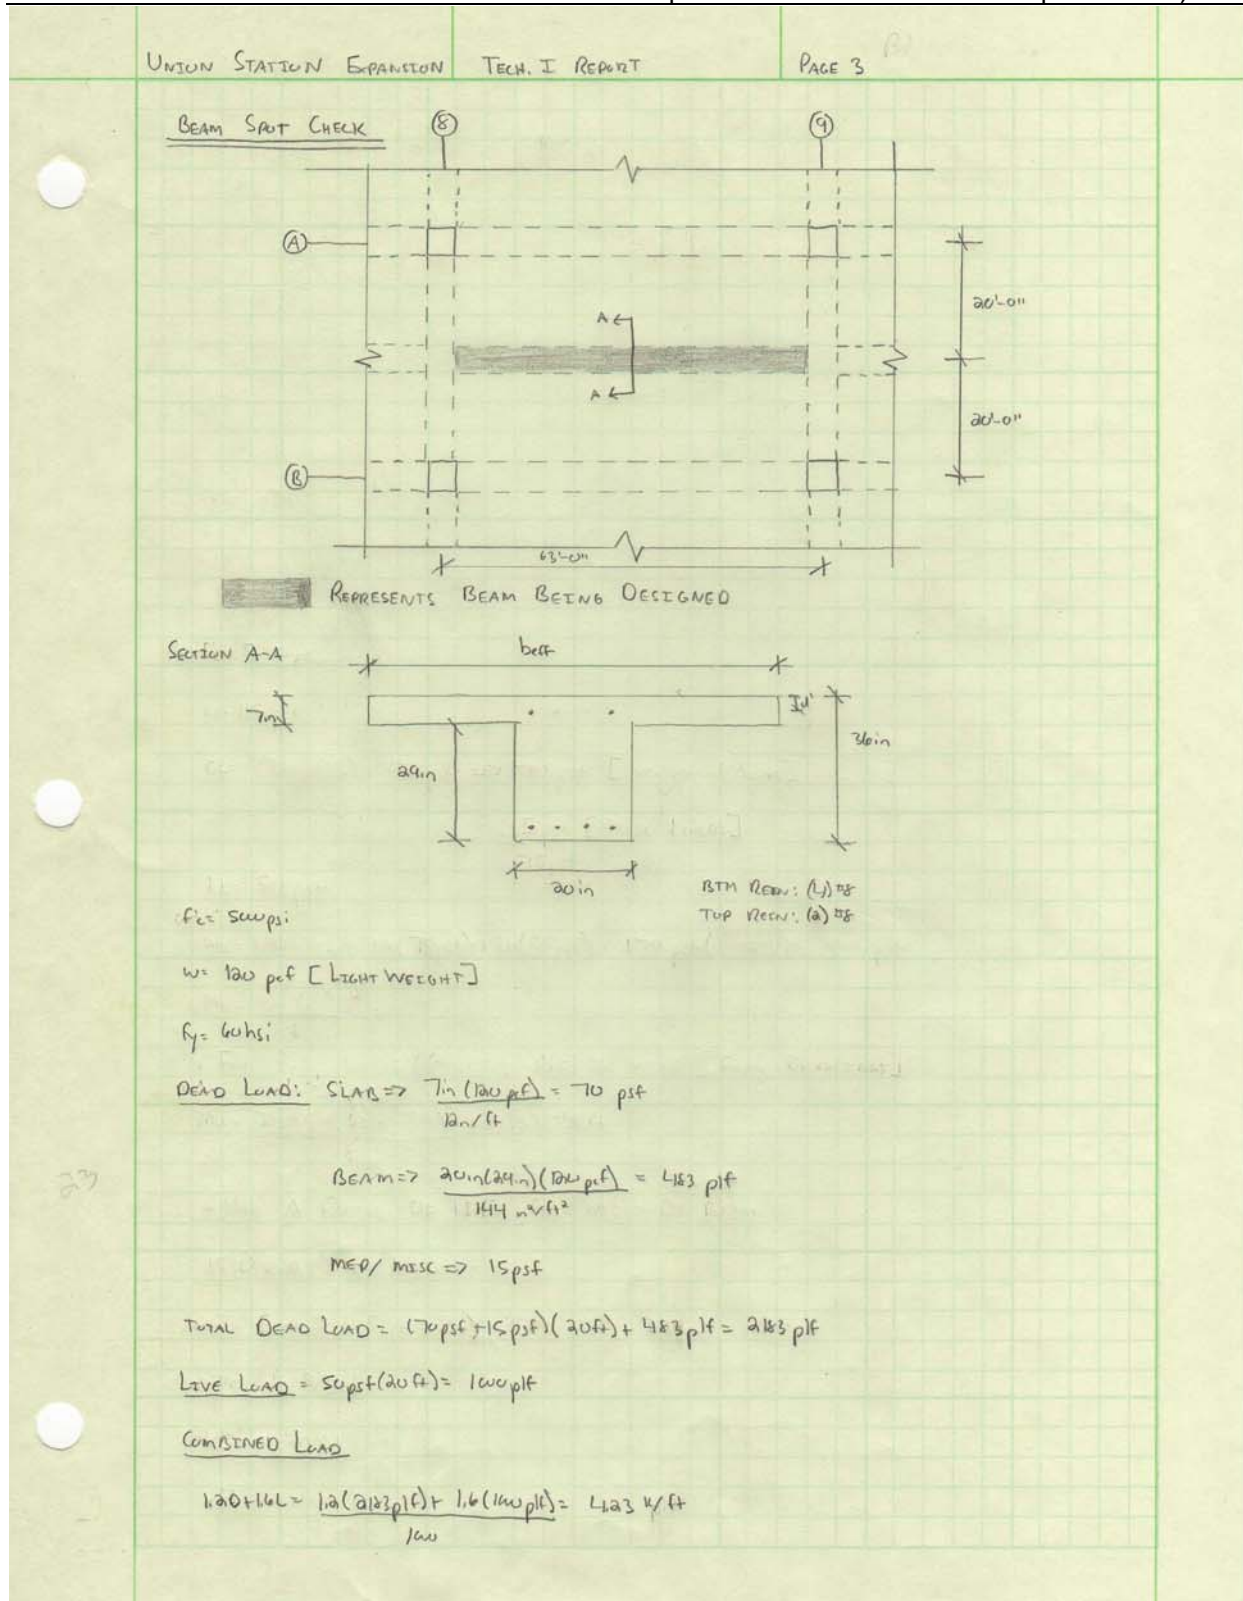 UNION STATION EXPANSION TECH. I REPORT PAGE 3
BEAM SPOT CHECK
8 9
A
20'-0"
A
A
20'-0"
B
63'-0"
REPRESENTS BEAM BEING DESIGNED
SECTION A-A
beff
7in
36in
29in
20in
BTM REIN: (4) #8
TOP REIN: (2) #8
f'c= 5000psi
w= 120 pcf [LIGHT WEIGHT]
fy= 60ksi
DEAD LOAD: SLAB => 7in (120 pcf) = 70 psf
12in/ft
BEAM => 20in(29in)(120 pcf) = 483 plf
144 in²/ft²
MEP/MISC => 15psf
TOTAL DEAD LOAD = (70psf+15psf)(20ft)+ 483plf= 2183 plf
LIVE LOAD = 50psf(20ft)= 1000plf
COMBINED LOAD
1.2D+1.6L= 1.2(2183plf)+ 1.6(1000plf)= 4.23 k/ft
1000